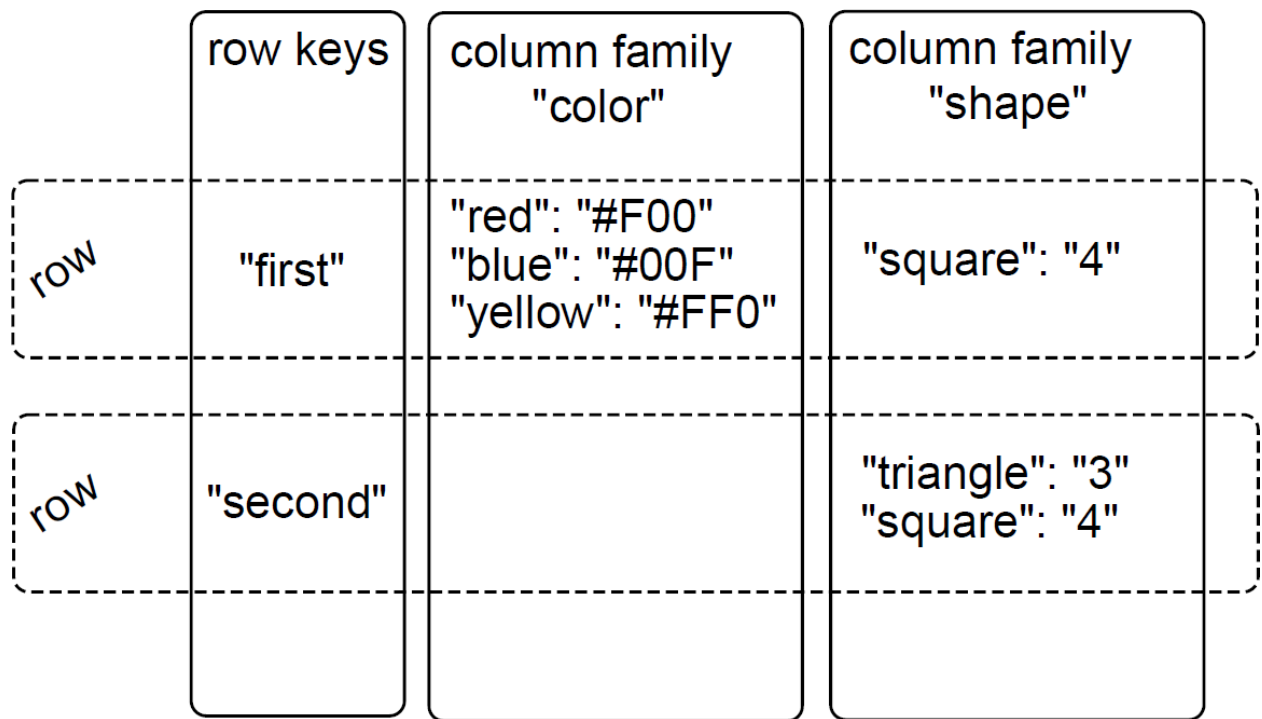 row keys
column family
"color"
column family
"shape"
row
"first"
"red": "#F00"
"blue": "#00F"
"yellow": "#FF0"
"square": "4"
row
"second"
"triangle": "3"
"square": "4"